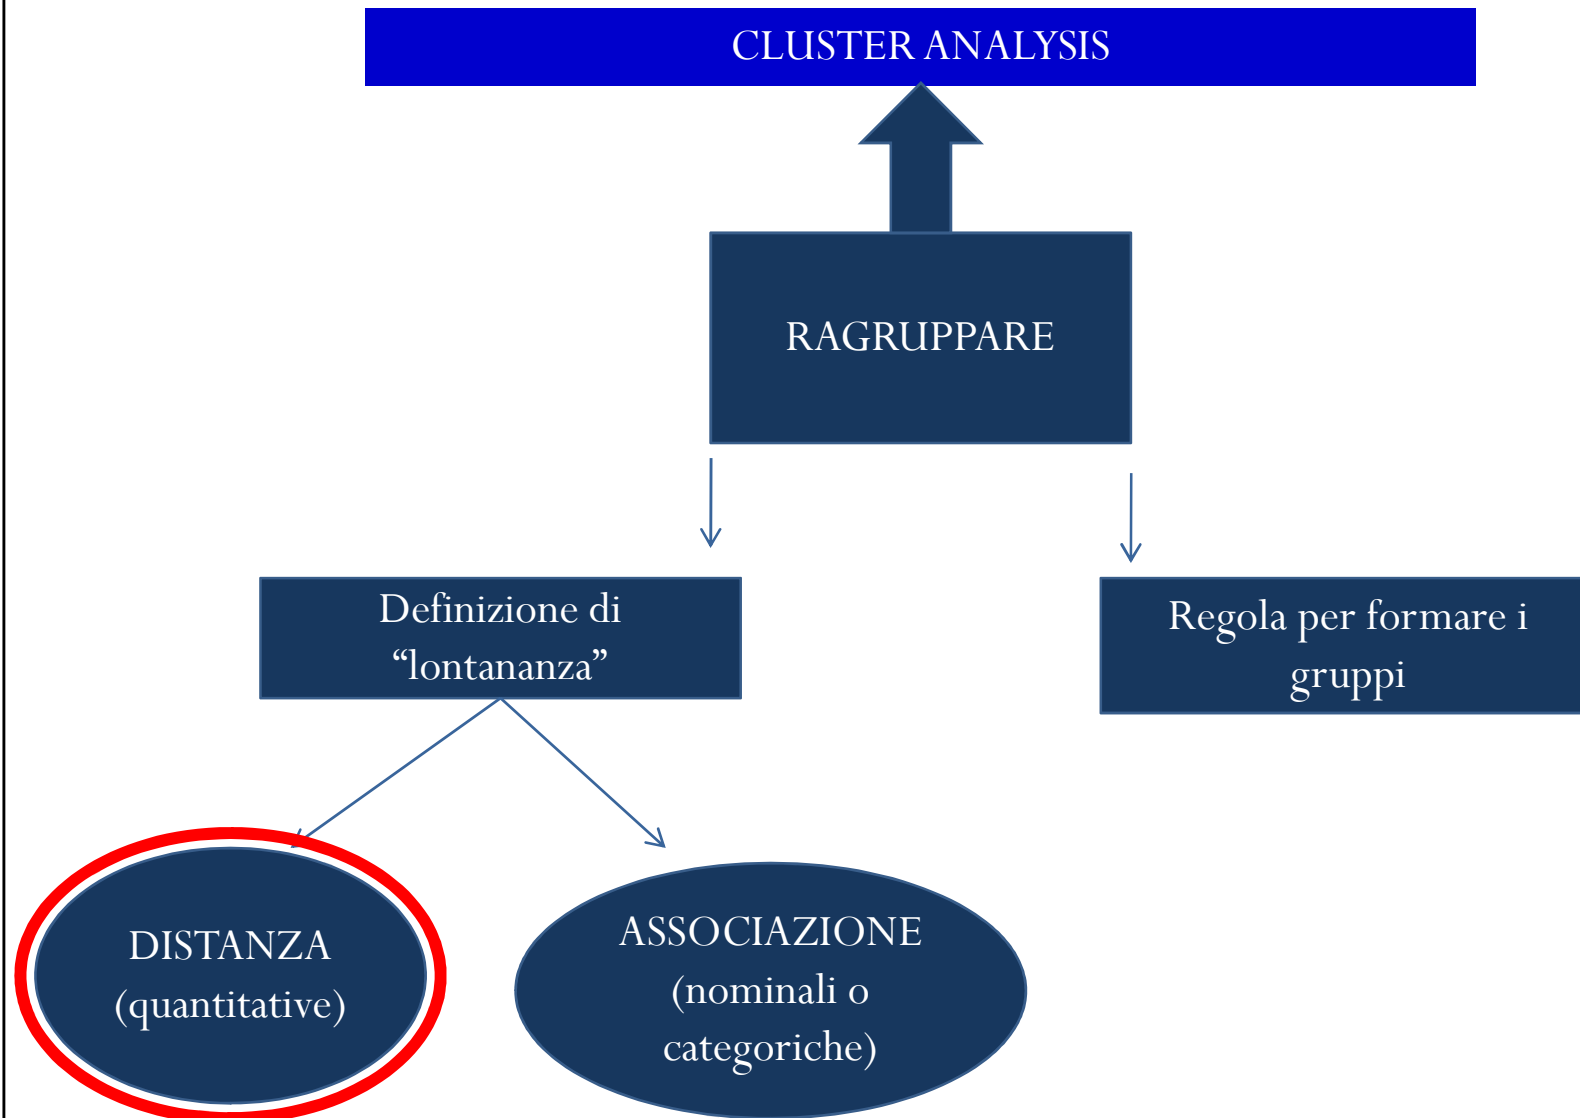 CLUSTER ANALYSIS
RAGRUPPARE
Definizione di
“lontananza”
Regola per formare i
gruppi
DISTANZA
(quantitative)
ASSOCIAZIONE
(nominali o
categoriche)